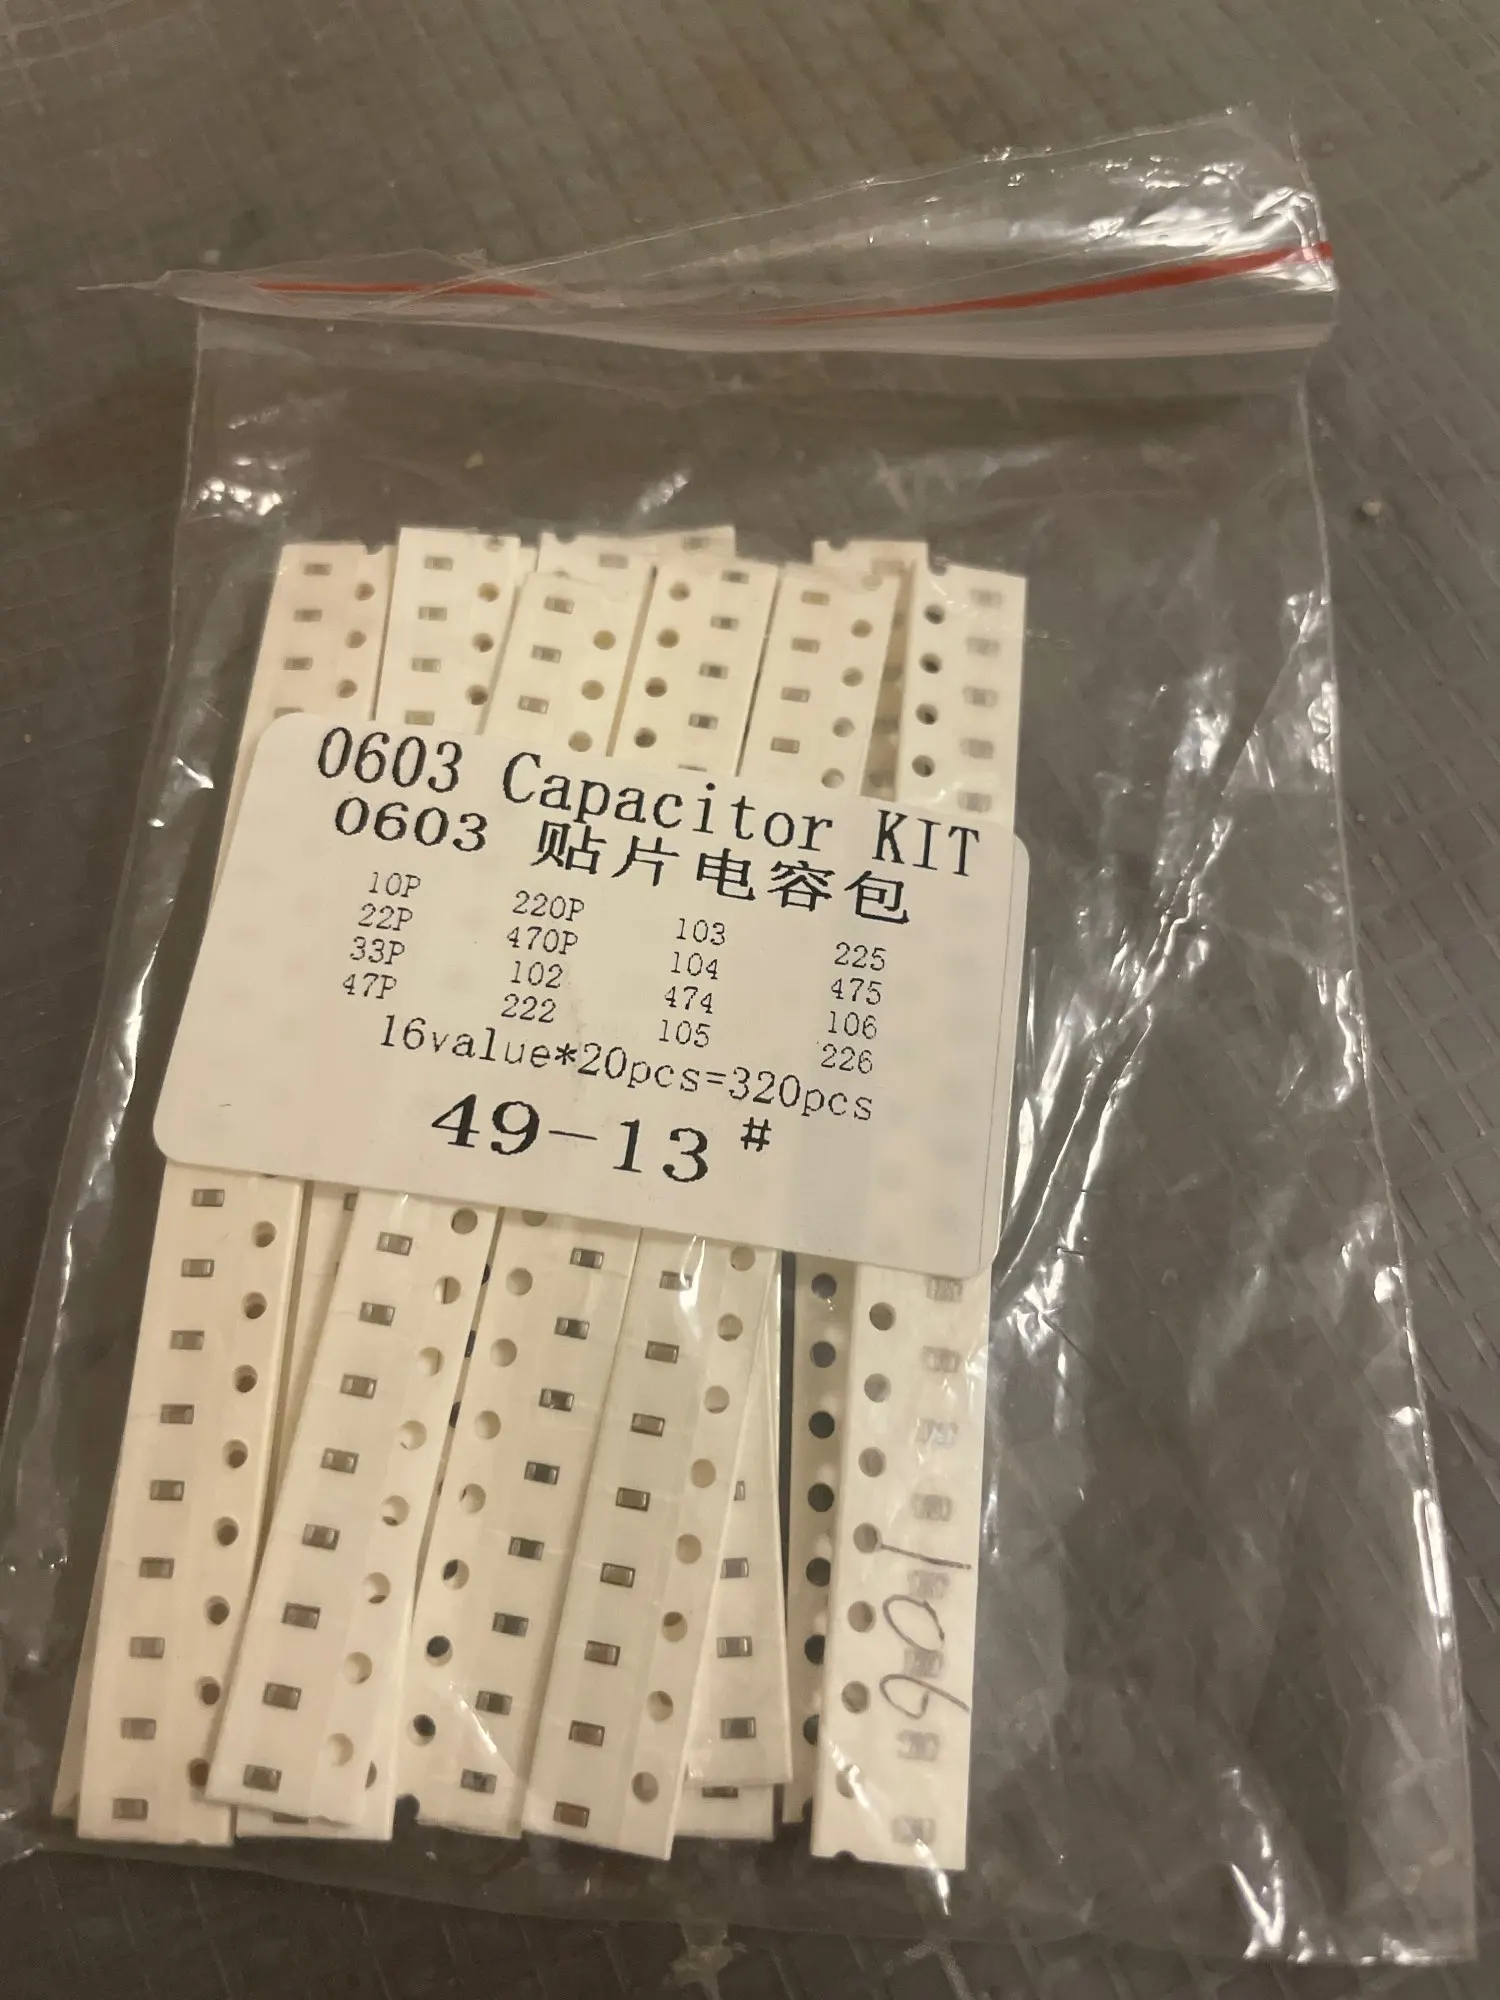 0603 Capacitor KIT
0603 贴片电容包
10P 220P 103 225
22P 470P 104 475
33P 102 474 106
47P 222 105 226
16value*20pcs=320pcs
49-13#
106